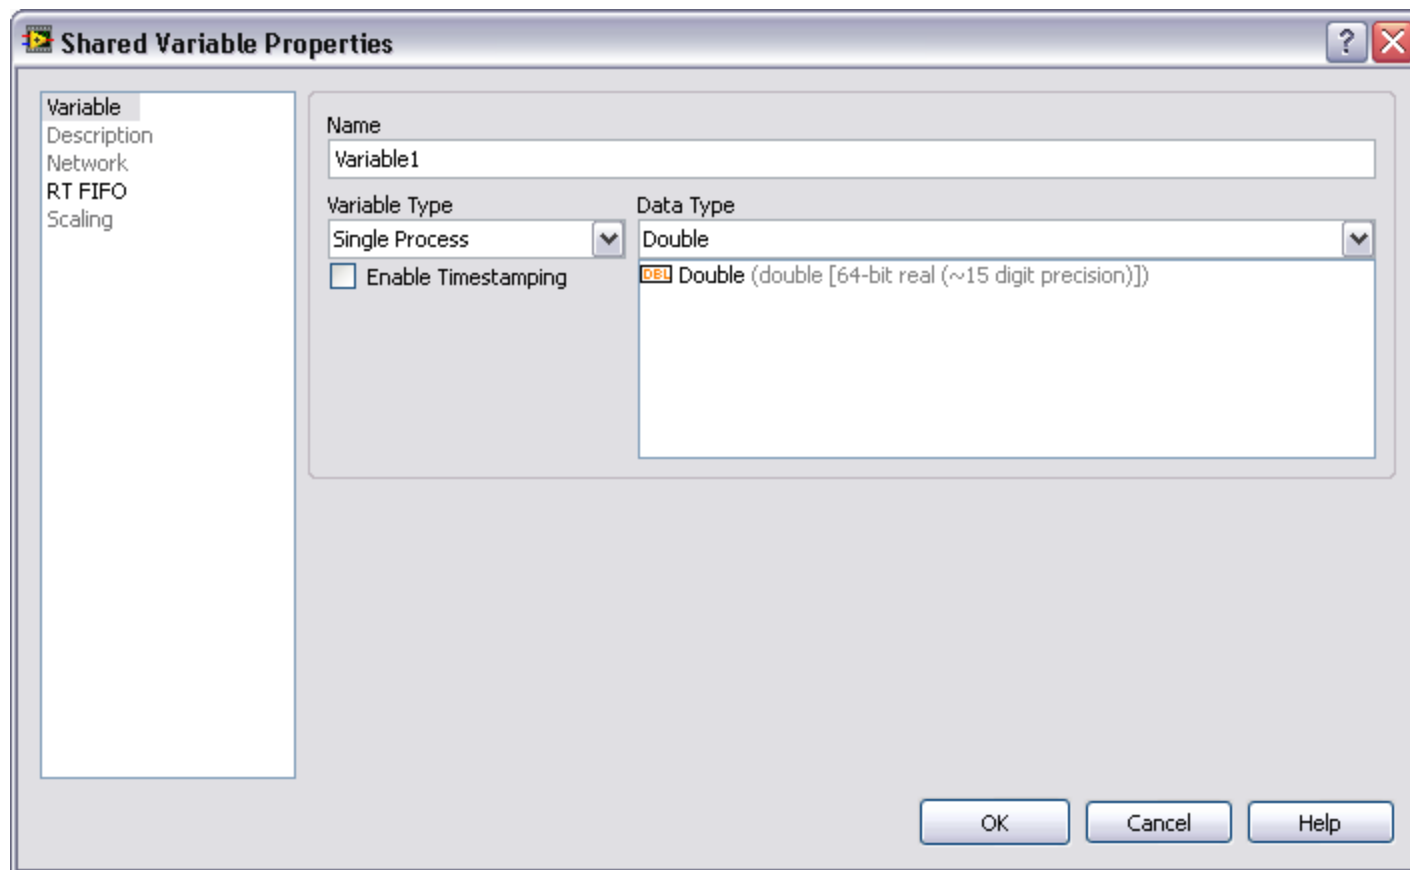 Shared Variable Properties
?
Variable
Description
Network
RT FIFO
Scaling
Name
Variable1
Variable Type
Data Type
Single Process
Double
Enable Timestamping
DBL Double (double [64-bit real (~15 digit precision)])
OK
Cancel
Help